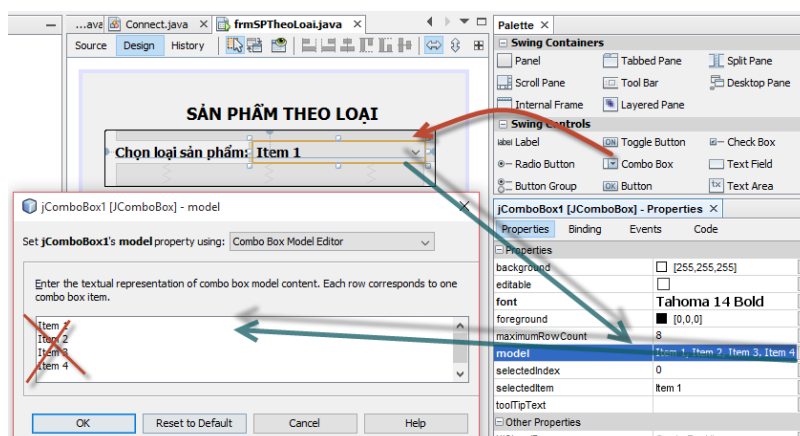 ...ava Connect.java × frmSPTheoLoai.java ×
Source Design History
SẢN PHẨM THEO LOẠI
Chọn loại sản phẩm: Item 1
jComboBox1 [JComboBox] - model
Set jComboBox1's model property using: Combo Box Model Editor
Enter the textual representation of combo box model content. Each row corresponds to one
combo box item.
Item 1
Item 2
Item 3
Item 4
OK Reset to Default Cancel Help
Palette ×
Swing Containers
Panel Tabbed Pane Split Pane
Scroll Pane Tool Bar Desktop Pane
Internal Frame Layered Pane
Swing Controls
label Label ON Toggle Button Check Box
Radio Button Combo Box Text Field
Button Group OK Button tx Text Area
jComboBox1 [JComboBox] - Properties ×
Properties Binding Events Code
Properties
background [255,255,255]
editable
font Tahoma 14 Bold
foreground [0,0,0]
maximumRowCount 8
model Item 1, Item 2, Item 3, Item 4
selectedIndex 0
selectedItem Item 1
toolTipText
Other Properties